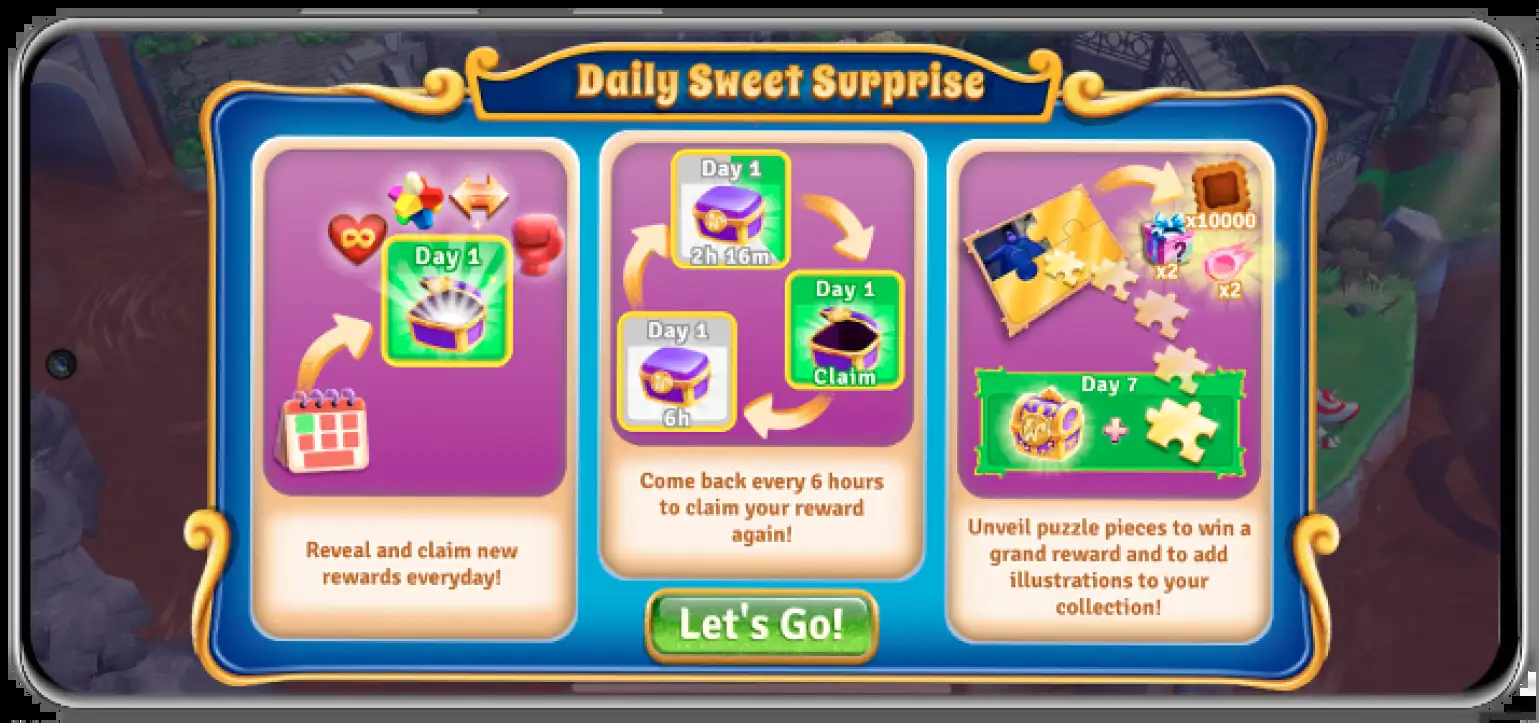 Daily Sweet Surprise
Day 1
Reveal and claim new
rewards everyday!
Day 1
2h 16m
Day 1
Claim
Day 1
6h
Come back every 6 hours
to claim your reward
again!
x10000
x2
x2
Day 7
Unveil puzzle pieces to win a
grand reward and to add
illustrations to your
collection!
Let's Go!